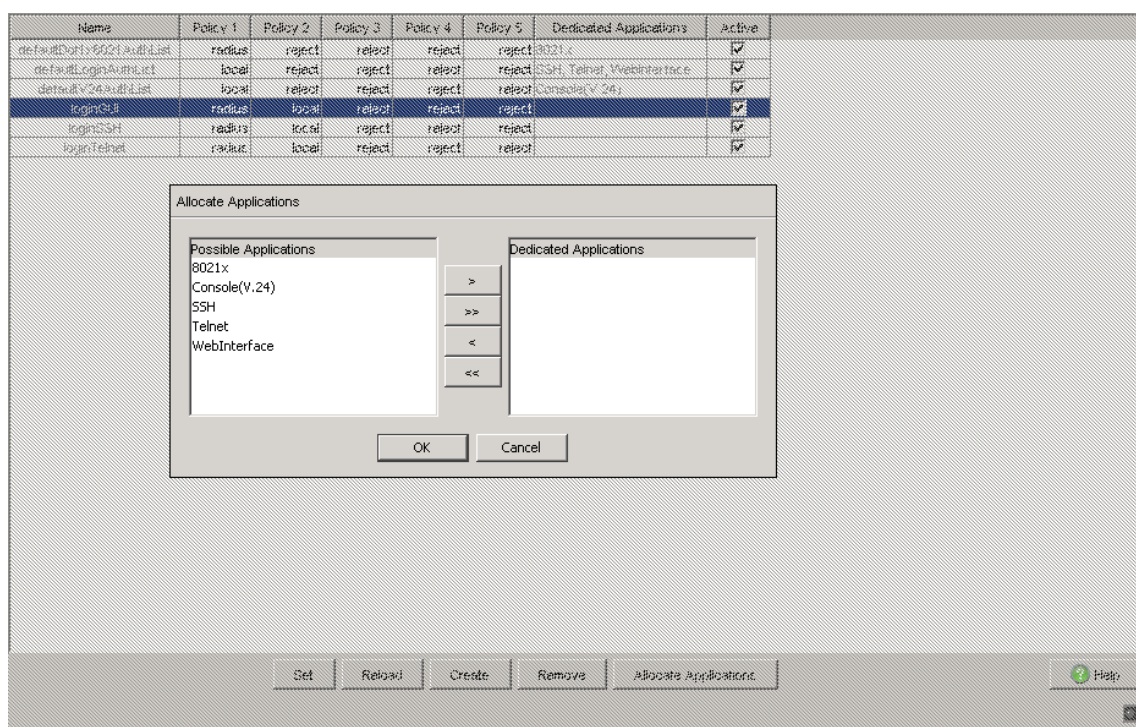 Name Policy 1 Policy 2 Policy 3 Policy 4 Policy 5 Dedicated Applications Active
defaultDot1x8021AuthList radius reject reject reject reject 8021x
defaultLoginAuthList local reject reject reject reject SSH, Telnet, WebInterface
defaultV24AuthList local reject reject reject reject Console(V.24)
loginGUI radius local reject reject reject
loginSSH radius local reject reject reject
loginTelnet radius local reject reject reject
Allocate Applications
Possible Applications Dedicated Applications
8021x
Console(V.24)
SSH
Telnet
WebInterface
>
>>
<
<<
OK Cancel
Set Reload Create Remove Allocate Applications Help